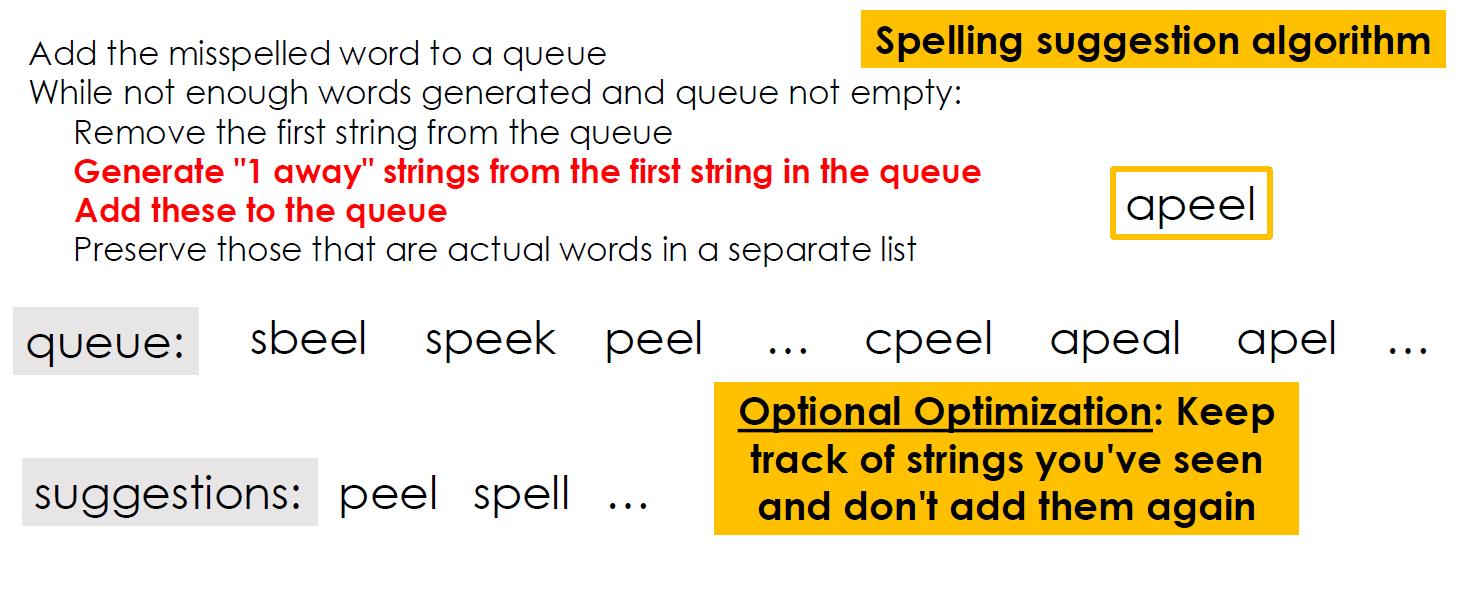 Spelling suggestion algorithm
Add the misspelled word to a queue
While not enough words generated and queue not empty:
Remove the first string from the queue
Generate "1 away" strings from the first string in the queue
Add these to the queue
Preserve those that are actual words in a separate list
apeel
queue: sbeel speek peel ... cpeel apeal apel ...
Optional Optimization: Keep
track of strings you've seen
and don't add them again
suggestions: peel spell ...